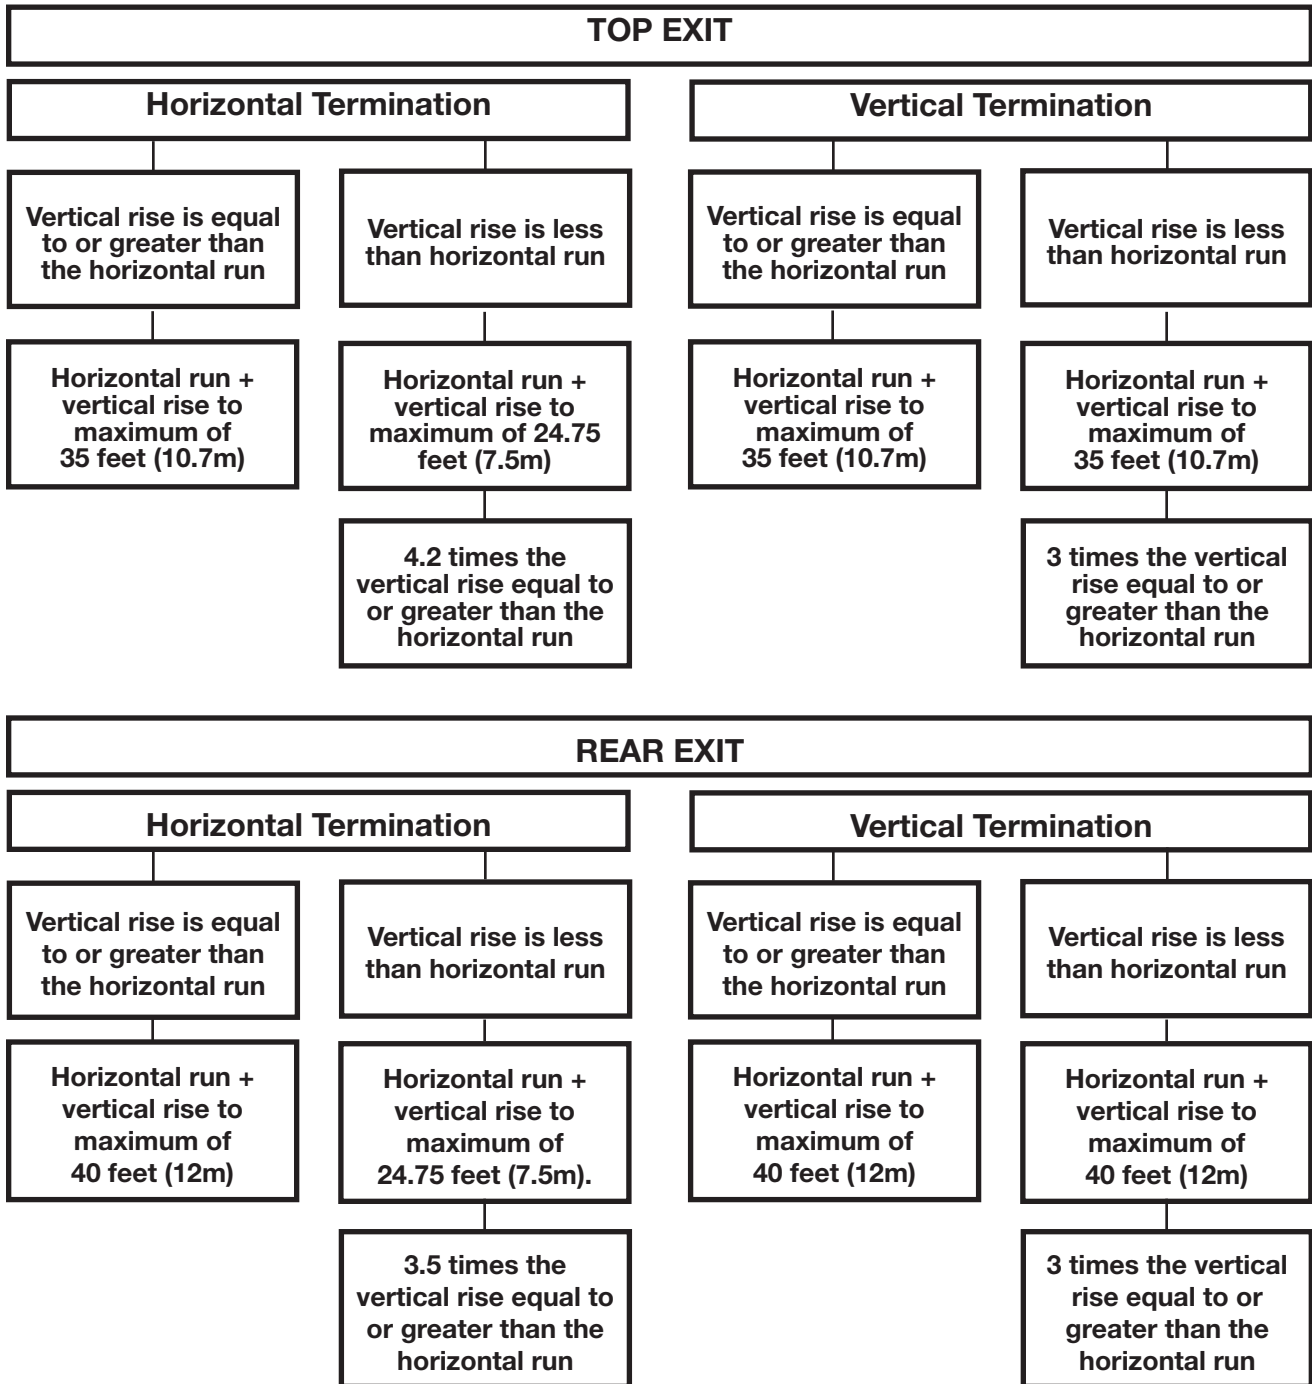 TOP EXIT
Horizontal Termination
Vertical Termination
Vertical rise is equal
to or greater than
the horizontal run
Vertical rise is less
than horizontal run
Vertical rise is equal
to or greater than
the horizontal run
Vertical rise is less
than horizontal run
Horizontal run +
vertical rise to
maximum of
35 feet (10.7m)
Horizontal run +
vertical rise to
maximum of 24.75
feet (7.5m)
Horizontal run +
vertical rise to
maximum of
35 feet (10.7m)
Horizontal run +
vertical rise to
maximum of
35 feet (10.7m)
4.2 times the
vertical rise equal to
or greater than the
horizontal run
3 times the vertical
rise equal to or
greater than the
horizontal run
REAR EXIT
Horizontal Termination
Vertical Termination
Vertical rise is equal
to or greater than
the horizontal run
Vertical rise is less
than horizontal run
Vertical rise is equal
to or greater than
the horizontal run
Vertical rise is less
than horizontal run
Horizontal run +
vertical rise to
maximum of
40 feet (12m)
Horizontal run +
vertical rise to
maximum of
24.75 feet (7.5m).
Horizontal run +
vertical rise to
maximum of
40 feet (12m)
Horizontal run +
vertical rise to
maximum of
40 feet (12m)
3.5 times the
vertical rise equal to
or greater than the
horizontal run
3 times the vertical
rise equal to or
greater than the
horizontal run